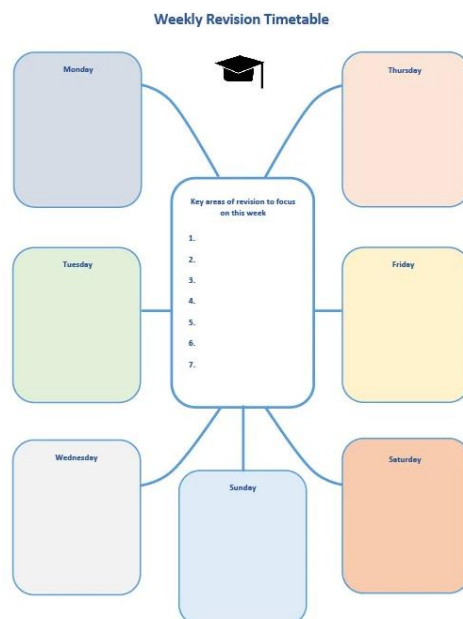 Weekly Revision Timetable
Monday
Thursday
Key areas of revision to focus
on this week
1.
2.
3.
4.
5.
6.
7.
Tuesday
Friday
Wednesday
Saturday
Sunday